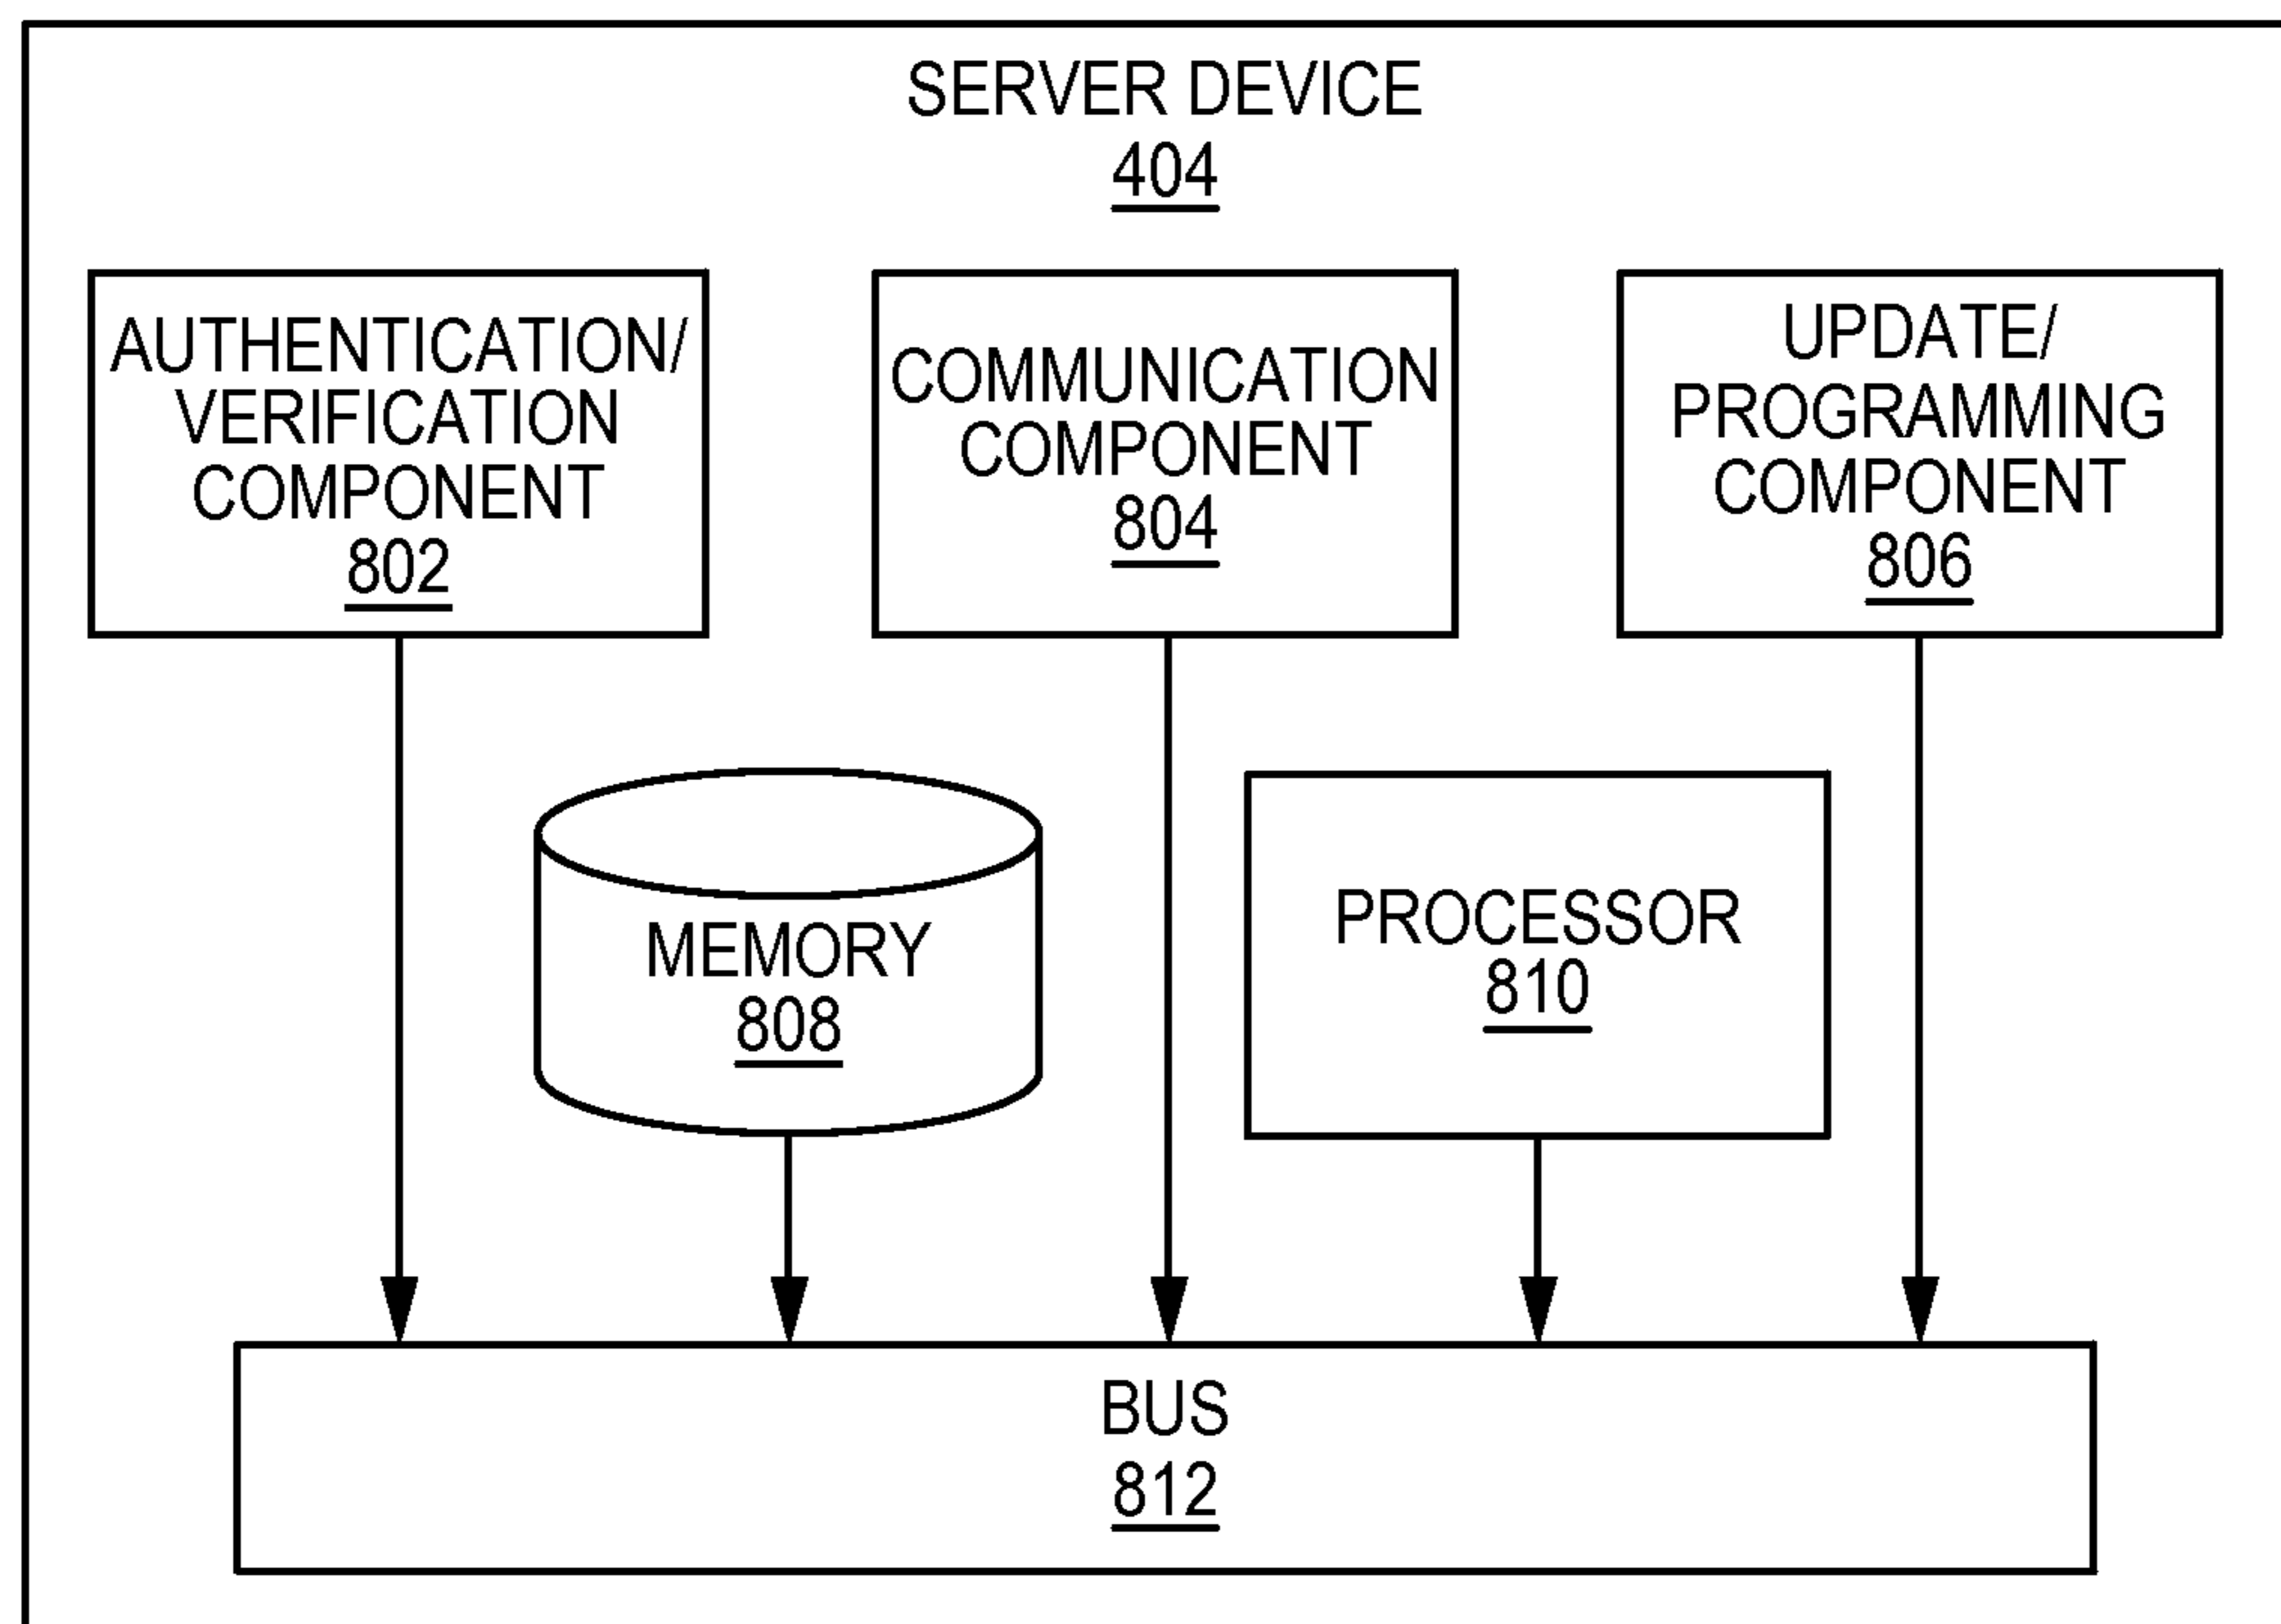 SERVER DEVICE
404
AUTHENTICATION/
VERIFICATION
COMPONENT
802
COMMUNICATION
COMPONENT
804
UPDATE/
PROGRAMMING
COMPONENT
806
MEMORY
808
PROCESSOR
810
BUS
812